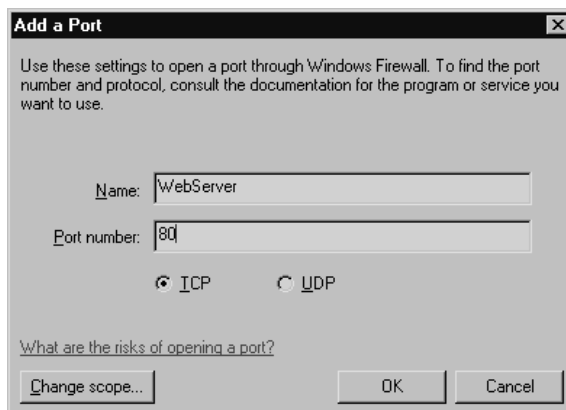 Add a Port
Use these settings to open a port through Windows Firewall. To find the port
number and protocol, consult the documentation for the program or service you
want to use.
Name: WebServer
Port number: 80
TCP UDP
What are the risks of opening a port?
Change scope... OK Cancel